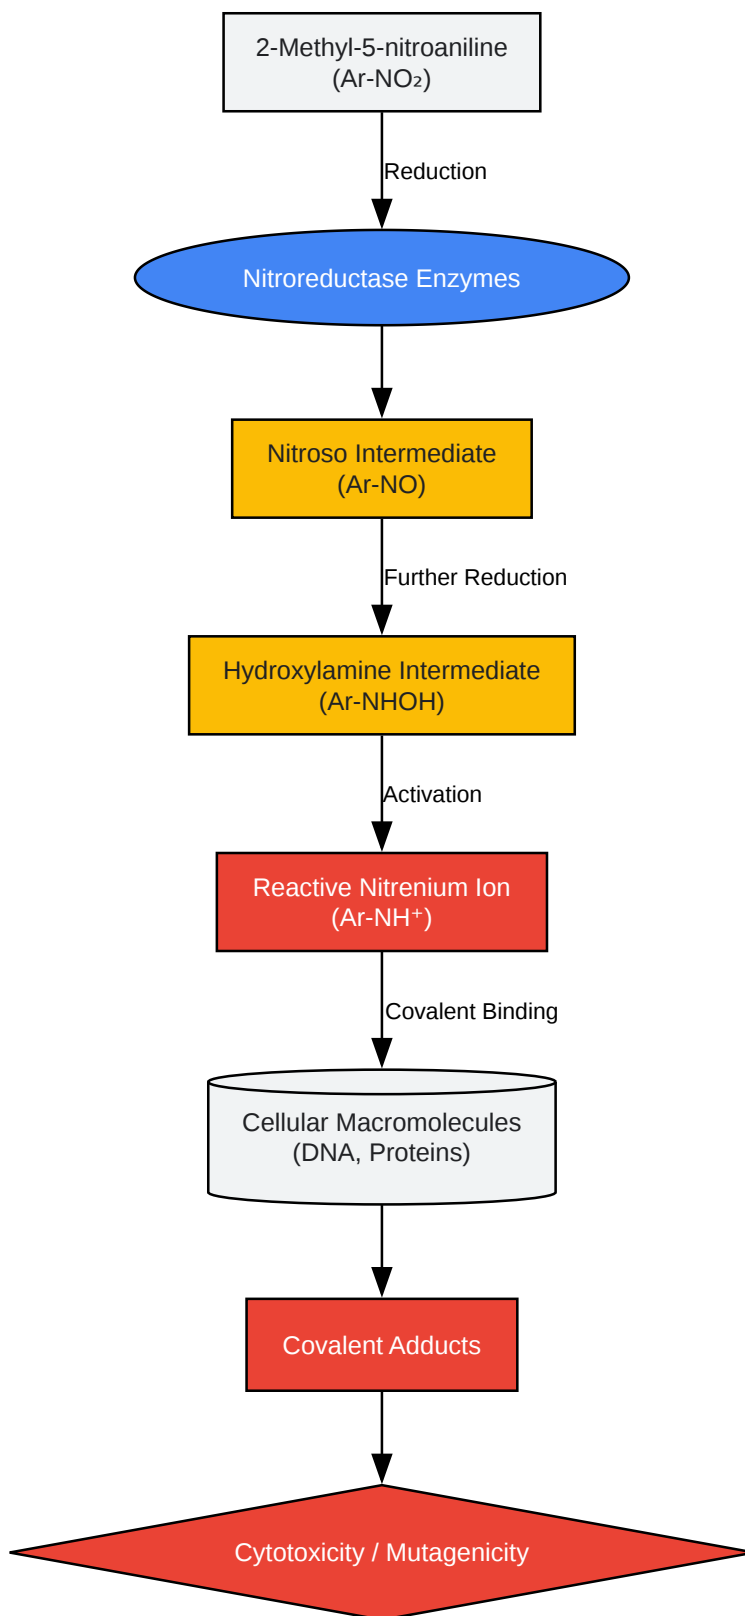 2-Methyl-5-nitroaniline
(Ar-NO₂)
Reduction
Nitroreductase Enzymes
Nitroso Intermediate
(Ar-NO)
Further Reduction
Hydroxylamine Intermediate
(Ar-NHOH)
Activation
Reactive Nitrenium Ion
(Ar-NH⁺)
Covalent Binding
Cellular Macromolecules
(DNA, Proteins)
Covalent Adducts
Cytotoxicity / Mutagenicity